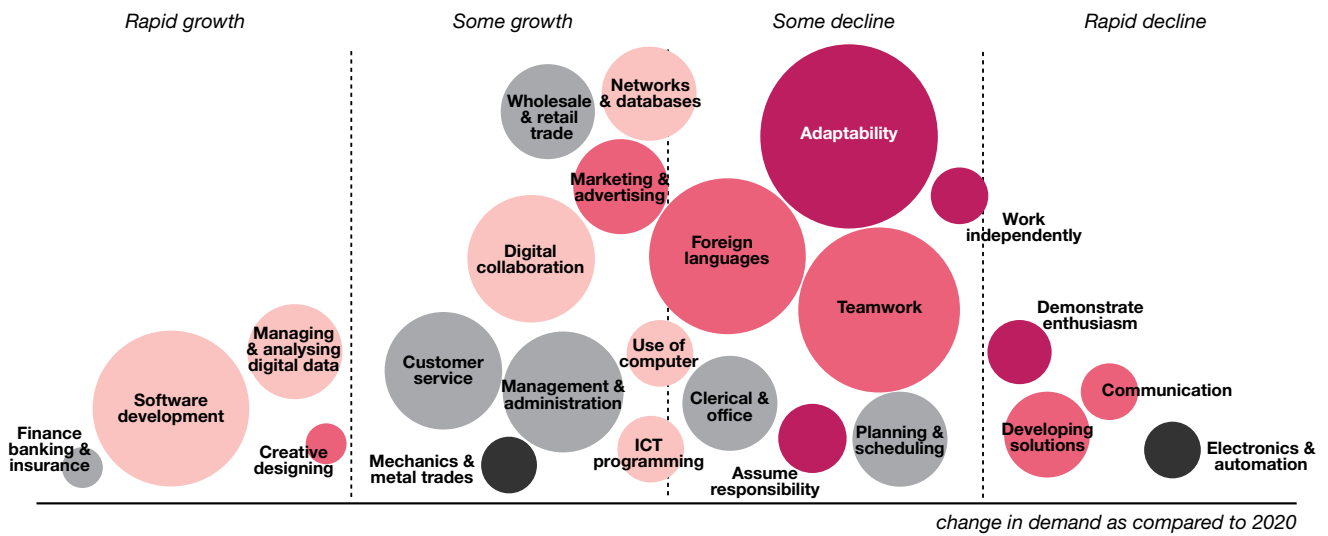 Rapid growth
Some growth
Some decline
Rapid decline
Wholesale
& retail
trade
Networks
& databases
Adaptability
Marketing &
advertising
Work
independently
Digital
collaboration
Foreign
languages
Teamwork
Managing
& analysing
digital data
Demonstrate
enthusiasm
Use of
computer
Customer
service
Management &
administration
Clerical &
office
Communication
Software
development
Finance
banking &
insurance
Creative
designing
Mechanics &
metal trades
ICT
programming
Assume
responsibility
Planning &
scheduling
Developing
solutions
Electronics &
automation
change in demand as compared to 2020